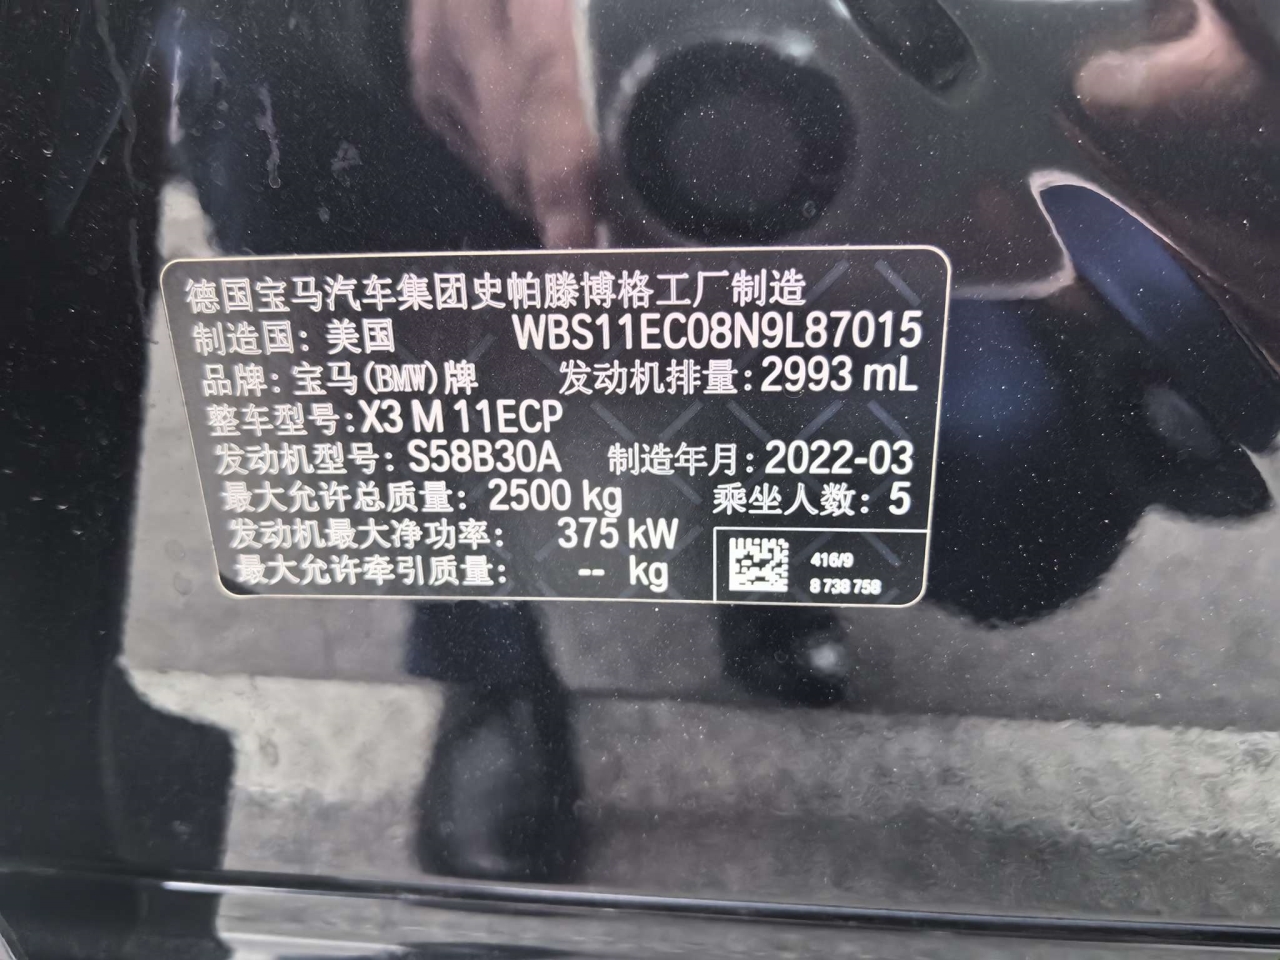 德国宝马汽车集团史帕滕博格工厂制造
制造国: 美国 WBS11EC08N9L87015
品牌: 宝马(BMW)牌 发动机排量: 2993 mL
整车型号: X3 M 11ECP
发动机型号: S58B30A 制造年月: 2022-03
最大允许总质量: 2500 kg 乘坐人数: 5
发动机最大净功率: 375 kW
最大允许牵引质量: -- kg
416/9
8 738 758